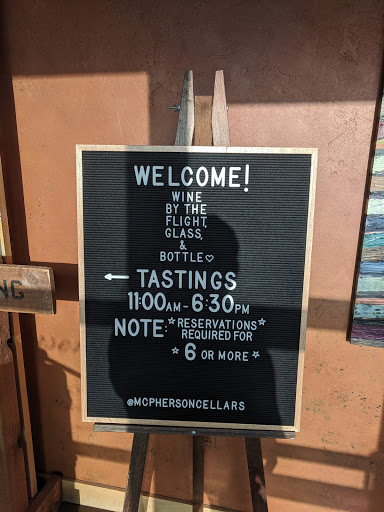 WELCOME!
WINE
BY THE
FLIGHT,
GLASS,
&
BOTTLE♡
← TASTINGS
11:00AM - 6:30PM
NOTE: ☆RESERVATIONS☆
REQUIRED FOR
☆ 6 OR MORE ☆
@MCPHERSONCELLARS
NG